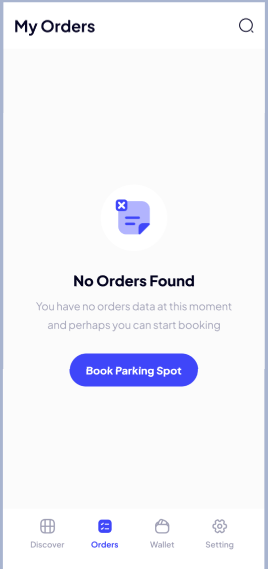 My Orders
No Orders Found
You have no orders data at this moment
and perhaps you can start booking
Book Parking Spot
Discover Orders Wallet Setting